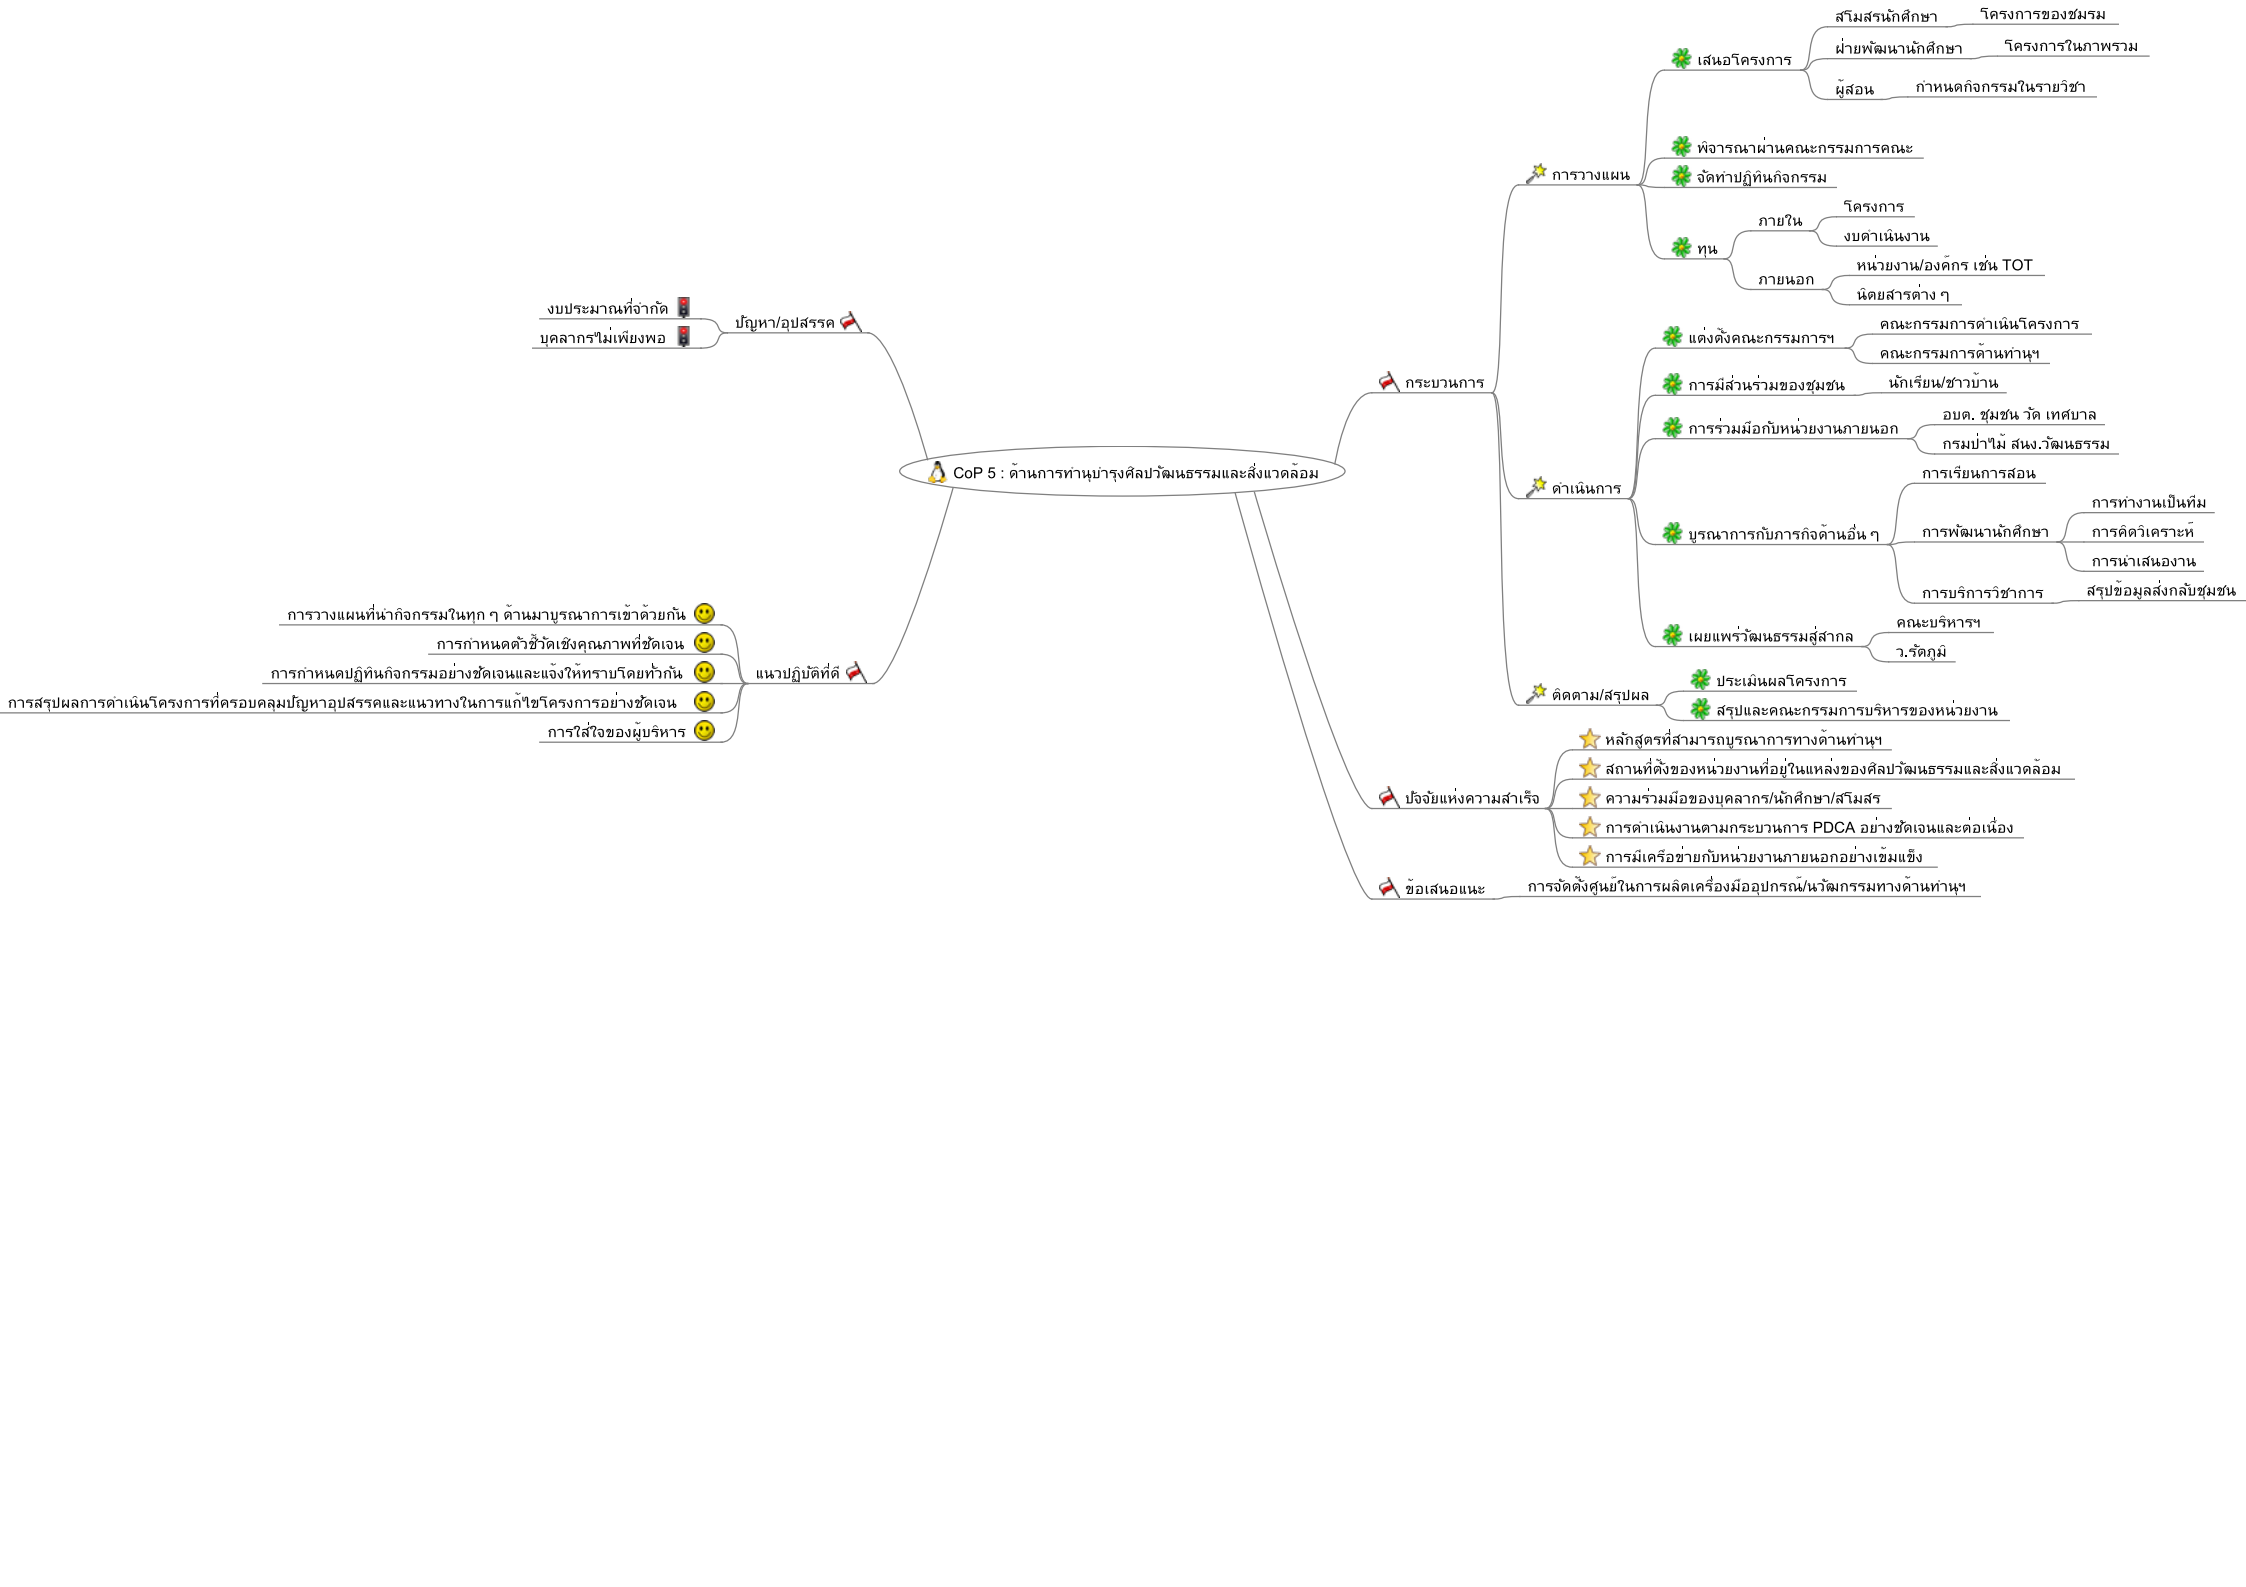 CoP 5 : ด้านการทำนุบำรุงศิลปวัฒนธรรมและสิ่งแวดล้อม
กระบวนการ
การวางแผน
เสนอโครงการ
สโมสรนักศึกษา
โครงการของชมรม
ฝ่ายพัฒนานักศึกษา
โครงการในภาพรวม
ผู้สอน
กำหนดกิจกรรมในรายวิชา
พิจารณาผ่านคณะกรรมการคณะ
จัดทำปฏิทินกิจกรรม
ทุน
ภายใน
โครงการ
งบดำเนินงาน
ภายนอก
หน่วยงาน/องค์กร เช่น TOT
นิตยสารต่าง ๆ
ดำเนินการ
แต่งตั้งคณะกรรมการฯ
คณะกรรมการดำเนินโครงการ
คณะกรรมการด้านทำนุฯ
การมีส่วนร่วมของชุมชน
นักเรียน/ชาวบ้าน
การร่วมมือกับหน่วยงานภายนอก
อบต. ชุมชน วัด เทศบาล
กรมป่าไม้ สนง.วัฒนธรรม
บูรณาการกับภารกิจด้านอื่น ๆ
การเรียนการสอน
การพัฒนานักศึกษา
การทำงานเป็นทีม
การคิดวิเคราะห์
การนำเสนองาน
การบริการวิชาการ
สรุปข้อมูลส่งกลับชุมชน
เผยแพร่วัฒนธรรมสู่สากล
คณะบริหารฯ
ว.รัตภูมิ
ติดตาม/สรุปผล
ประเมินผลโครงการ
สรุปและคณะกรรมการบริหารของหน่วยงาน
ปัจจัยแห่งความสำเร็จ
หลักสูตรที่สามารถบูรณาการทางด้านทำนุฯ
สถานที่ตั้งของหน่วยงานที่อยู่ในแหล่งของศิลปวัฒนธรรมและสิ่งแวดล้อม
ความร่วมมือของบุคลากร/นักศึกษา/สโมสร
การดำเนินงานตามกระบวนการ PDCA อย่างชัดเจนและต่อเนื่อง
การมีเครือข่ายกับหน่วยงานภายนอกอย่างเข้มแข็ง
ข้อเสนอแนะ
การจัดตั้งศูนย์ในการผลิตเครื่องมืออุปกรณ์/นวัฒกรรมทางด้านทำนุฯ
ปัญหา/อุปสรรค
งบประมาณที่จำกัด
บุคลากรไม่เพียงพอ
แนวปฏิบัติที่ดี
การวางแผนที่นำกิจกรรมในทุก ๆ ด้านมาบูรณาการเข้าด้วยกัน
การกำหนดตัวชี้วัดเชิงคุณภาพที่ชัดเจน
การกำหนดปฏิทินกิจกรรมอย่างชัดเจนและแจ้งให้ทราบโดยทั่วกัน
การสรุปผลการดำเนินโครงการที่ครอบคลุมปัญหาอุปสรรคและแนวทางในการแก้ไขโครงการอย่างชัดเจน
การใส่ใจของผู้บริหาร